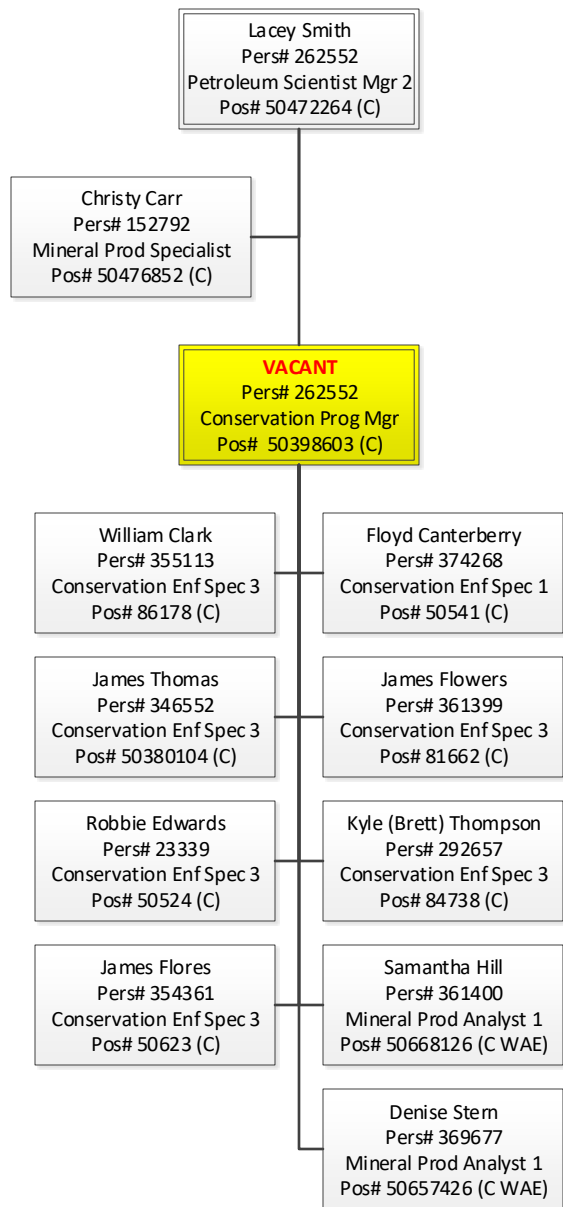 Lacey Smith
Pers# 262552
Petroleum Scientist Mgr 2
Pos# 50472264 (C)
Christy Carr
Pers# 152792
Mineral Prod Specialist
Pos# 50476852 (C)
VACANT
Pers# 262552
Conservation Prog Mgr
Pos#  50398603 (C)
William Clark
Pers# 355113
Conservation Enf Spec 3
Pos# 86178 (C)
Floyd Canterberry
Pers# 374268
Conservation Enf Spec 1
Pos# 50541 (C)
James Thomas
Pers# 346552
Conservation Enf Spec 3
Pos# 50380104 (C)
James Flowers
Pers# 361399
Conservation Enf Spec 3
Pos# 81662 (C)
Robbie Edwards
Pers# 23339
Conservation Enf Spec 3
Pos# 50524 (C)
Kyle (Brett) Thompson
Pers# 292657
Conservation Enf Spec 3
Pos# 84738 (C)
James Flores
Pers# 354361
Conservation Enf Spec 3
Pos# 50623 (C)
Samantha Hill
Pers# 361400
Mineral Prod Analyst 1
Pos# 50668126 (C WAE)
Denise Stern
Pers# 369677
Mineral Prod Analyst 1
Pos# 50657426 (C WAE)